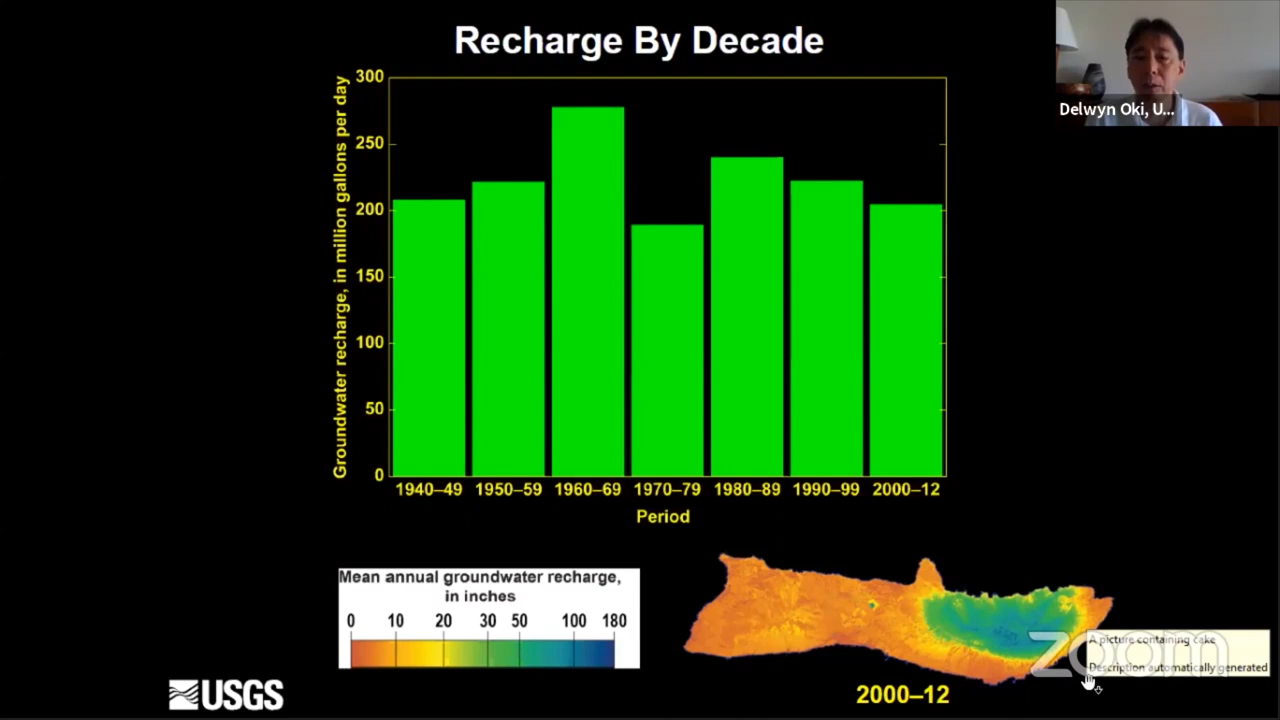 Recharge By Decade
Delwyn Oki, U...
Groundwater recharge, in million gallons per day
300
250
200
150
100
50
0
1940–49 1950–59 1960–69 1970–79 1980–89 1990–99 2000–12
Period
Mean annual groundwater recharge,
in inches
0 10 20 30 50 100 180
zoom
A picture containing cake
Description automatically generated
2000–12
USGS